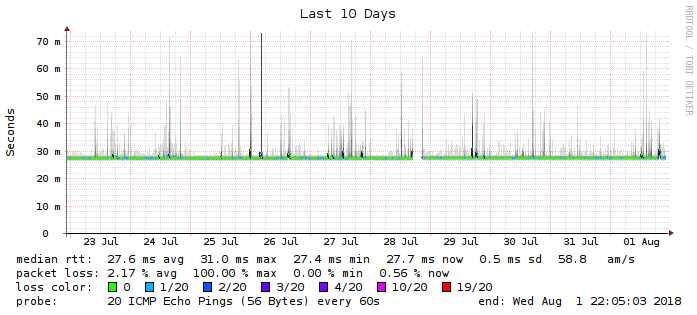 Last 10 Days
RRDTOOL / TOBI OETIKER
Seconds
70 m
60 m
50 m
40 m
30 m
20 m
10 m
0
23 Jul 24 Jul 25 Jul 26 Jul 27 Jul 28 Jul 29 Jul 30 Jul 31 Jul 01 Aug
median rtt: 27.6 ms avg 31.0 ms max 27.4 ms min 27.7 ms now 0.5 ms sd 58.8 am/s
packet loss: 2.17 % avg 100.00 % max 0.00 % min 0.56 % now
loss color: 0 1/20 2/20 3/20 4/20 10/20 19/20
probe: 20 ICMP Echo Pings (56 Bytes) every 60s end: Wed Aug 1 22:05:03 2018